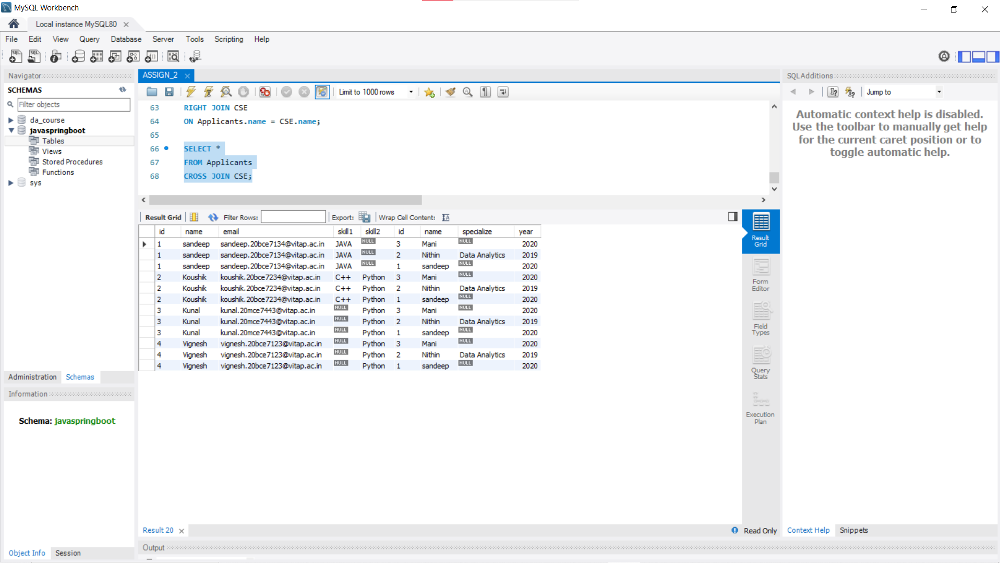 MySQL Workbench
Local instance MySQL80
File Edit View Query Database Server Tools Scripting Help
Navigator
SCHEMAS
Filter objects
da_course
javaspringboot
Tables
Views
Stored Procedures
Functions
sys
Administration Schemas
Information
Schema: javaspringboot
Object Info Session
ASSIGN_2
Limit to 1000 rows
63 RIGHT JOIN CSE
64 ON Applicants.name = CSE.name;
65
66 SELECT *
67 FROM Applicants
68 CROSS JOIN CSE;
Result Grid Filter Rows: Export: Wrap Cell Content:
id name email skill1 skill2 id name specialize year
1 sandeep sandeep.20bce7134@vitap.ac.in JAVA NULL 3 Mani NULL 2020
1 sandeep sandeep.20bce7134@vitap.ac.in JAVA NULL 2 Nithin Data Analytics 2019
1 sandeep sandeep.20bce7134@vitap.ac.in JAVA NULL 1 sandeep NULL 2020
2 Koushik koushik.20bce7234@vitap.ac.in C++ Python 3 Mani NULL 2020
2 Koushik koushik.20bce7234@vitap.ac.in C++ Python 2 Nithin Data Analytics 2019
2 Koushik koushik.20bce7234@vitap.ac.in C++ Python 1 sandeep NULL 2020
3 Kunal kunal.20mce7443@vitap.ac.in NULL Python 3 Mani NULL 2020
3 Kunal kunal.20mce7443@vitap.ac.in NULL Python 2 Nithin Data Analytics 2019
3 Kunal kunal.20mce7443@vitap.ac.in NULL Python 1 sandeep NULL 2020
4 Vignesh vignesh.20bce7123@vitap.ac.in NULL Python 3 Mani NULL 2020
4 Vignesh vignesh.20bce7123@vitap.ac.in NULL Python 2 Nithin Data Analytics 2019
4 Vignesh vignesh.20bce7123@vitap.ac.in NULL Python 1 sandeep NULL 2020
Result
Grid
Form
Editor
Field
Types
Query
Stats
Execution
Plan
Result 20
Read Only
Output
SQLAdditions
Jump to
Automatic context help is disabled.
Use the toolbar to manually get help
for the current caret position or to
toggle automatic help.
Context Help Snippets